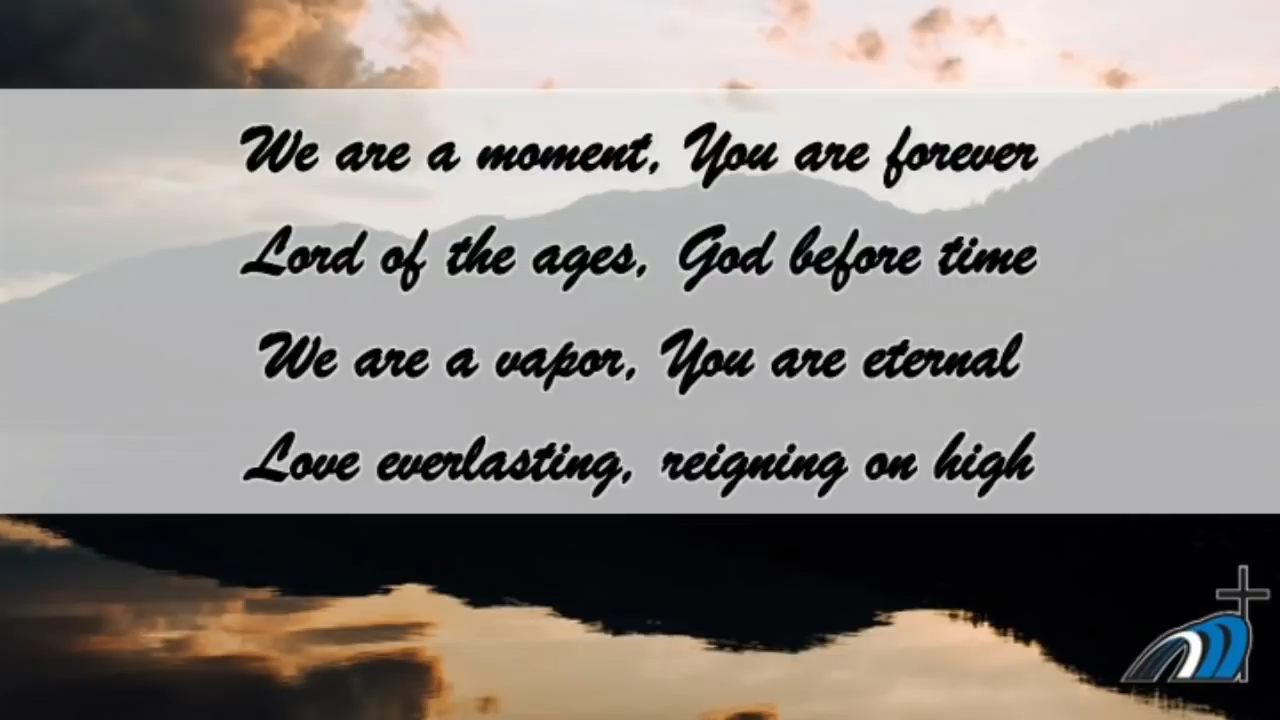 We are a moment, You are forever
Lord of the ages, God before time
We are a vapor, You are eternal
Love everlasting, reigning on high